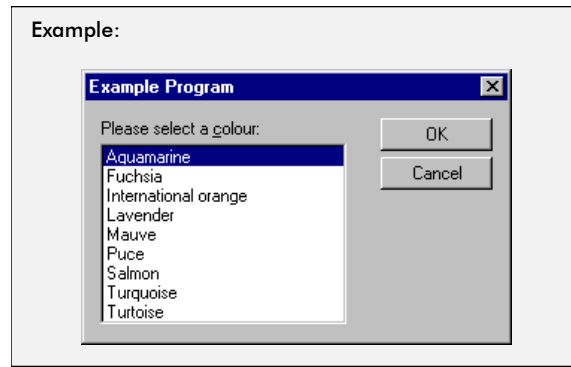 Example:
Example Program
Please select a colour:
OK
Cancel
Aquamarine
Fuchsia
International orange
Lavender
Mauve
Puce
Salmon
Turquoise
Turtoise